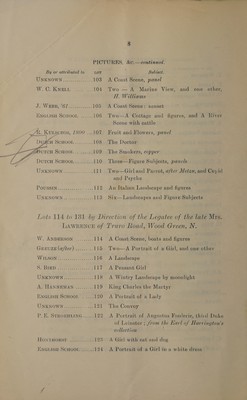 8
PICTURES, &c.—continued.
By or attributed to LOT Subject
UNKNOWN ............ 103 A Coast Scene, panel
W. C. KNELL ......... 104 Two — A Marine View, and one other,
H. Williams
J. WEBB, '67 ......... 105 A Coast Scene: sunset
ENGLISH SCHOOL ...... 106 Two—A Cottage and figures, and A River
Scene with cattle
107 Fruit and Flowers, panel
DUTCH SCHOOL ........ 108 The Dorner
DUTCH SCHOOL ........ 109 The Smokers, copper
DUTCH SCHOOL ........ 110 Three—Figure Subjects, panels
UNKNOWN ............ 111 Two—Girl and Parrot, after Metzu, and Cupid
and Psyche
POUSSIN ............ 112 An Italian Landscape and figures
UNKNOWN ............ 113 Six—Landscapes and Figure Subjects
Lots 114 to 131 by Direction of the Legatee of the late Mrs.
LAWRENCE of Truro Road, Wood Green, N.
W. ANDERSON ......... 114 A Coast Scene, boats and figures
GREUZE (after) ....... 115 Two—A Portrait of a Girl, and one other
WILSON ............. 116 A Landscape
S. BIRD ............. 117 A Peasant Girl
UNKNOWN ............ 118 A Wintry Landscape by moonlight
A. HANNEMAN ......... 119 King Charles the Martyr
ENGLISH SCHOOL ...... 120 A Portrait of a Lady
UNKNOWN ............ 121 The Convoy
P. E. STROEHLING ..... 122 A Portrait of Augustus Frederic, third Duke
of Leinster; from the Earl of Harrington's
collection
HONTHORST .......... 123 A Girl with cat and dog
ENGLISH SCHOOL ...... 124 A Portrait of a Girl in a white dress